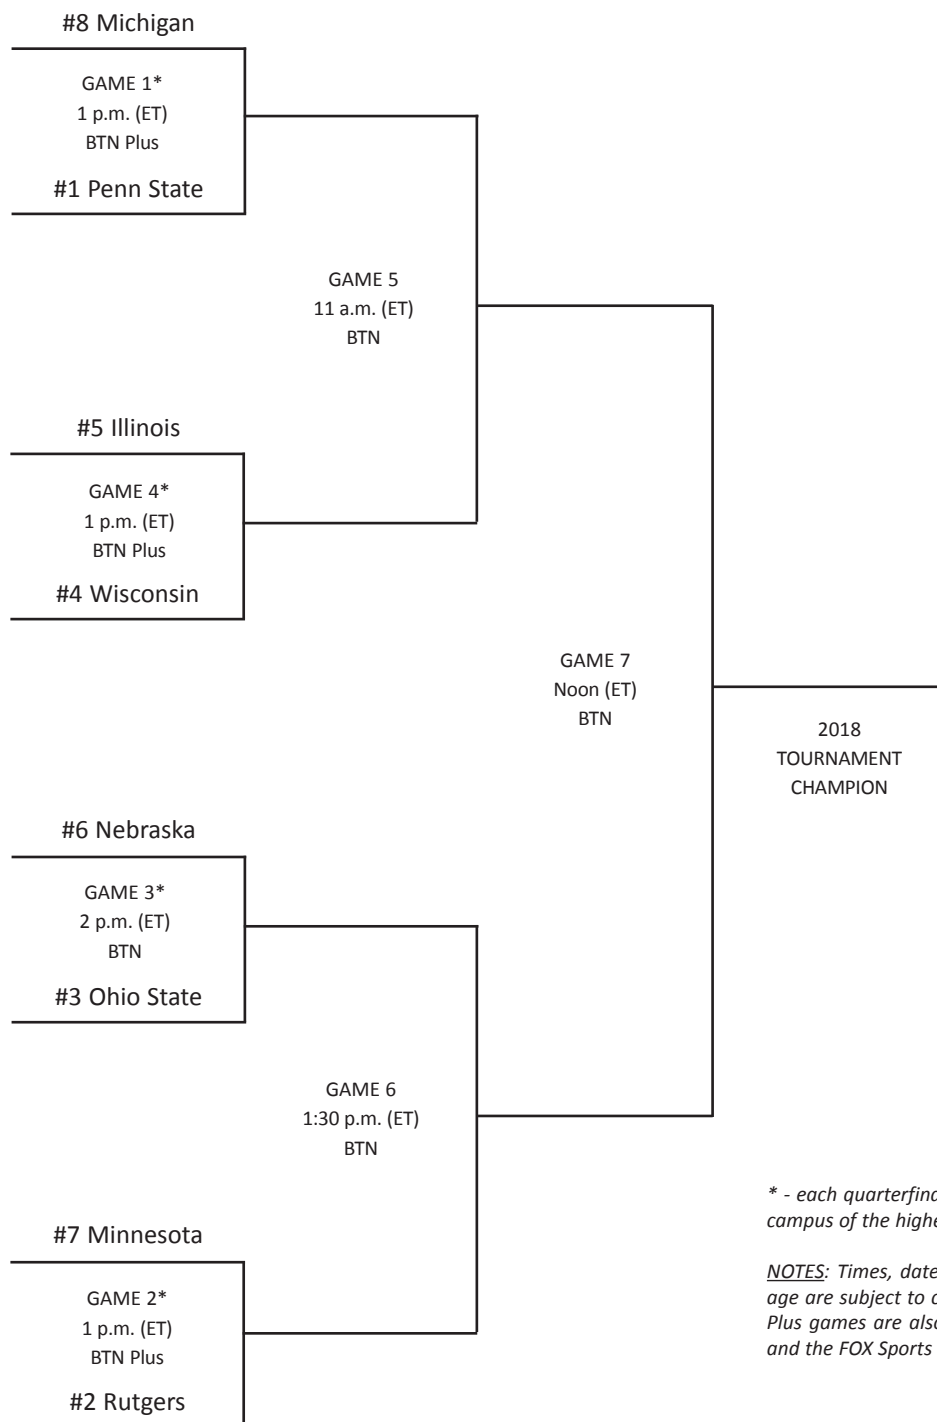 #8 Michigan
GAME 1*
1 p.m. (ET)
BTN Plus
#1 Penn State
GAME 5
11 a.m. (ET)
BTN
#5 Illinois
GAME 4*
1 p.m. (ET)
BTN Plus
#4 Wisconsin
GAME 7
Noon (ET)
BTN
2018
TOURNAMENT
CHAMPION
#6 Nebraska
GAME 3*
2 p.m. (ET)
BTN
#3 Ohio State
GAME 6
1:30 p.m. (ET)
BTN
#7 Minnesota
GAME 2*
1 p.m. (ET)
BTN Plus
#2 Rutgers
* - each quarterfina
campus of the highe
NOTES: Times, date
age are subject to c
Plus games are also
and the FOX Sports